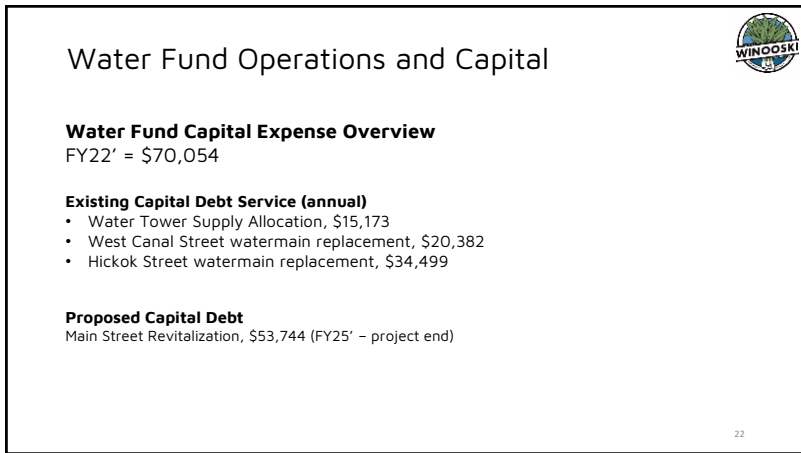 Water Fund Operations and Capital
WINOOSKI
Water Fund Capital Expense Overview
FY22’ = $70,054
Existing Capital Debt Service (annual)
• Water Tower Supply Allocation, $15,173
• West Canal Street watermain replacement, $20,382
• Hickok Street watermain replacement, $34,499
Proposed Capital Debt
Main Street Revitalization, $53,744 (FY25’ – project end)
22